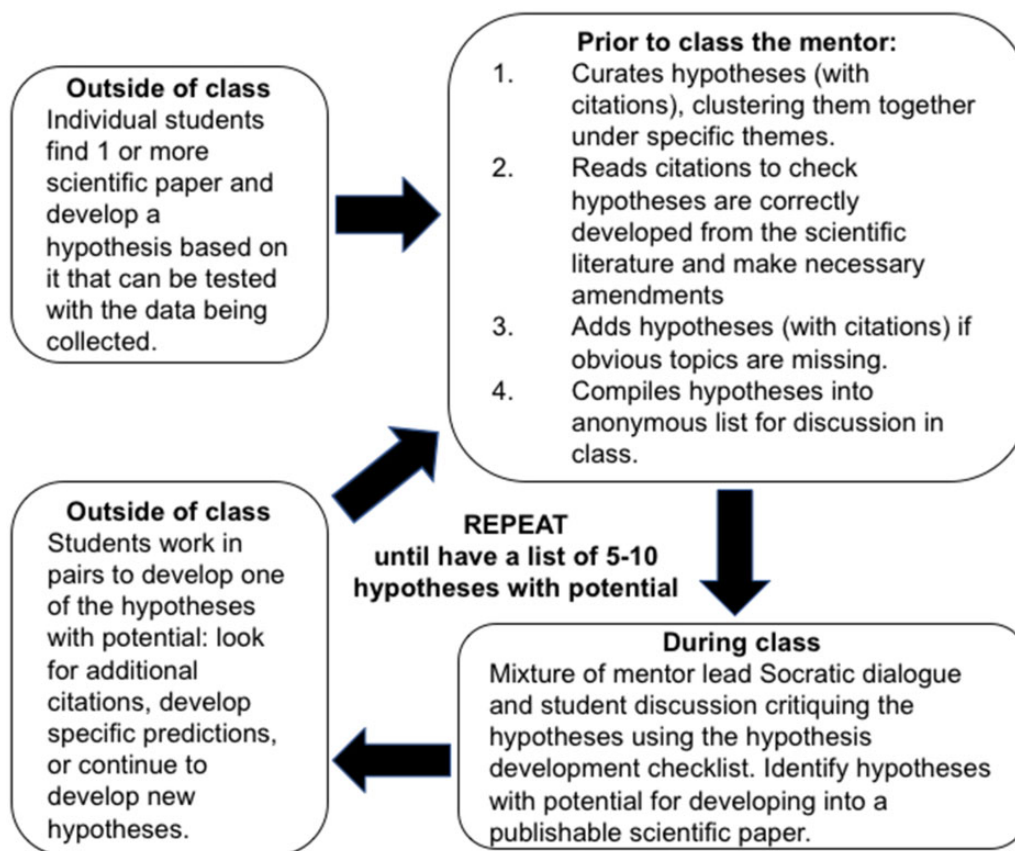 Outside of class
Individual students
find 1 or more
scientific paper and
develop a
hypothesis based on
it that can be tested
with the data being
collected.
Prior to class the mentor:
1. Curates hypotheses (with
citations), clustering them together
under specific themes.
2. Reads citations to check
hypotheses are correctly
developed from the scientific
literature and make necessary
amendments
3. Adds hypotheses (with citations) if
obvious topics are missing.
4. Compiles hypotheses into
anonymous list for discussion in
class.
REPEAT
until have a list of 5-10
hypotheses with potential
During class
Mixture of mentor lead Socratic dialogue
and student discussion critiquing the
hypotheses using the hypothesis
development checklist. Identify hypotheses
with potential for developing into a
publishable scientific paper.
Outside of class
Students work in
pairs to develop one
of the hypotheses
with potential: look
for additional
citations, develop
specific predictions,
or continue to
develop new
hypotheses.